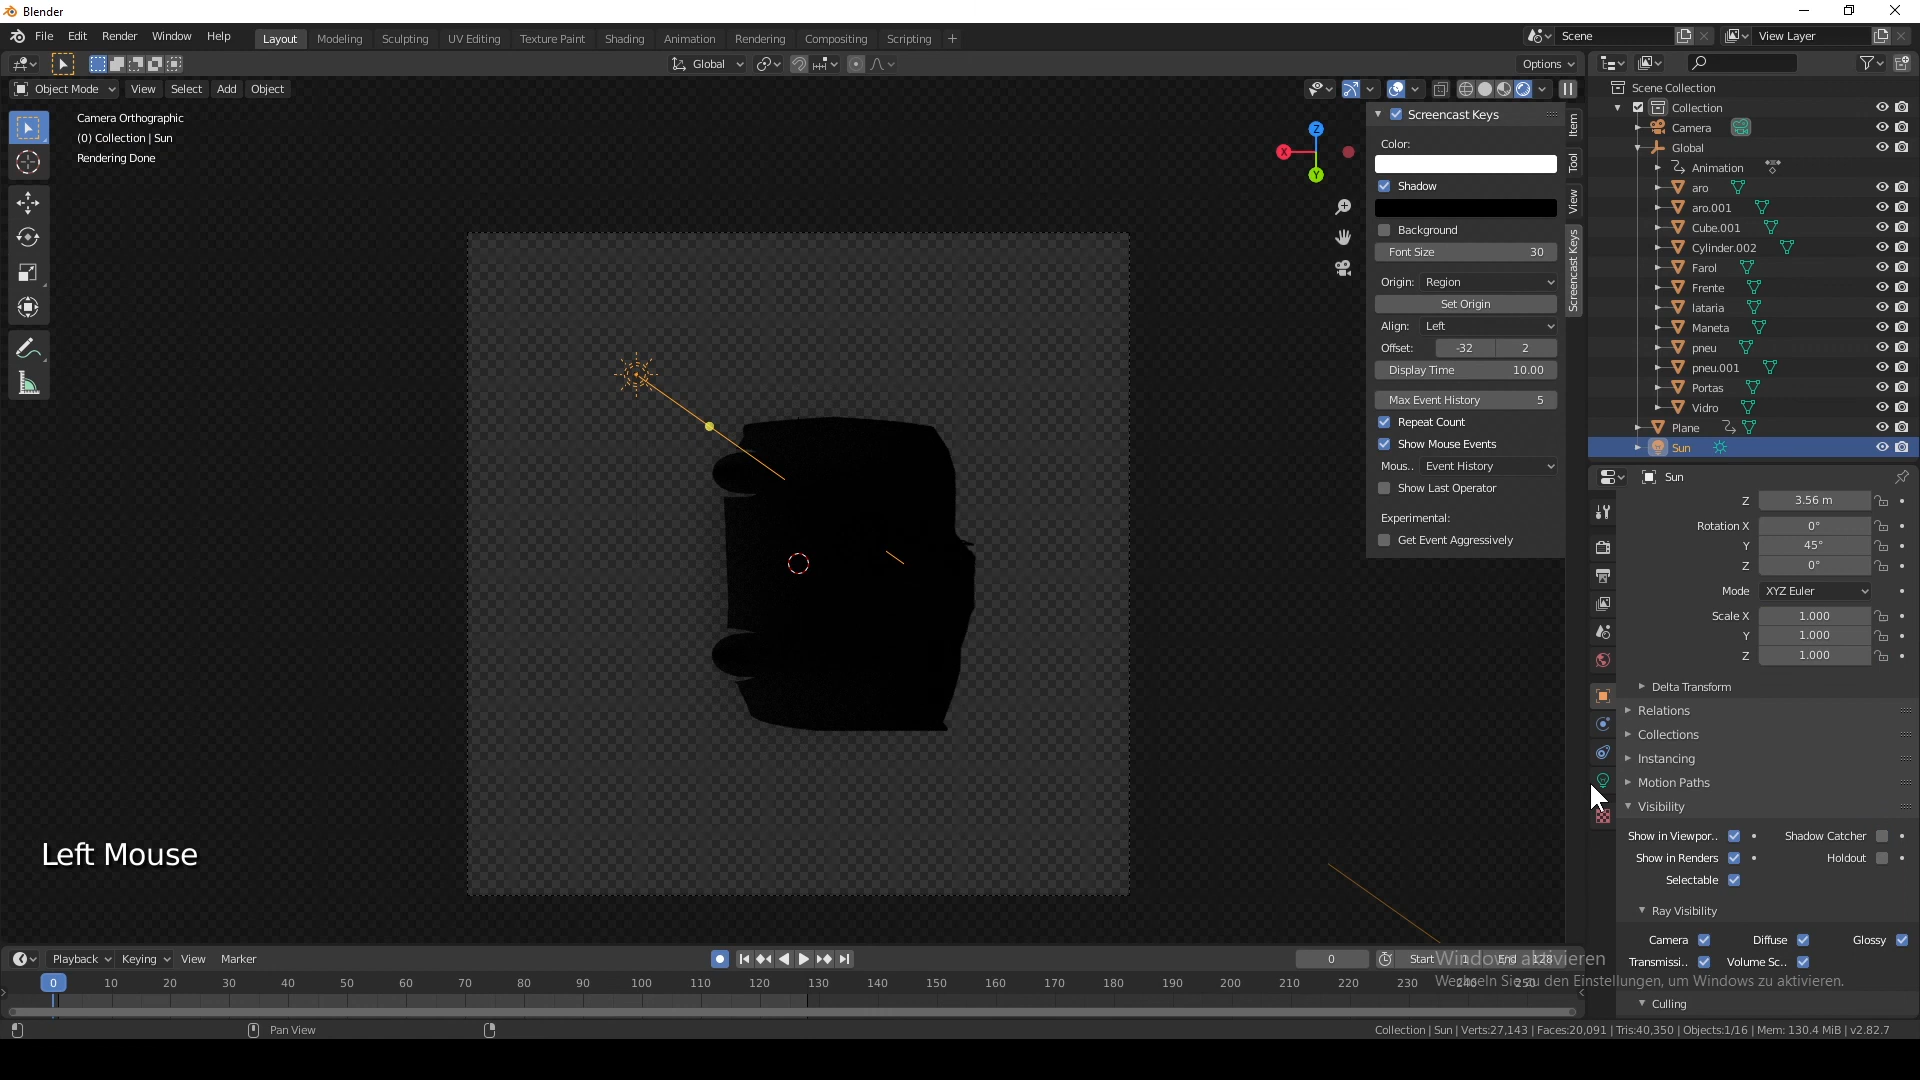 Blender
File Edit Render Window Help
Layout Modeling Sculpting UV Editing Texture Paint Shading Animation Rendering Compositing Scripting +
Scene View Layer
Global Options
Object Mode View Select Add Object
Camera Orthographic
(0) Collection | Sun
Rendering Done
Z
X
Y
Screencast Keys
Color:
Shadow
Background
Font Size 30
Origin: Region
Set Origin
Align: Left
Offset: -32 2
Display Time 10.00
Max Event History 5
Repeat Count
Show Mouse Events
Mous.. Event History
Show Last Operator
Experimental:
Get Event Aggressively
Item
Tool
View
Screencast Keys
Scene Collection
Collection
Camera
Global
Animation
aro
aro.001
Cube.001
Cylinder.002
Farol
Frente
lataria
Maneta
pneu
pneu.001
Portas
Vidro
Plane
Sun
Sun
Z 3.56 m
Rotation X 0°
Y 45°
Z 0°
Mode XYZ Euler
Scale X 1.000
Y 1.000
Z 1.000
Delta Transform
Relations
Collections
Instancing
Motion Paths
Visibility
Show in Viewpor.. Shadow Catcher
Show in Renders Holdout
Selectable
Ray Visibility
Camera Diffuse Glossy
Transmissi.. Volume Sc..
Culling
Left Mouse
Playback Keying View Marker
0 Start 1 End 128
0 10 20 30 40 50 60 70 80 90 100 110 120 130 140 150 160 170 180 190 200 210 220 230 240 250
Windows aktivieren
Wechseln Sie zu den Einstellungen, um Windows zu aktivieren.
Pan View
Collection | Sun | Verts:27,143 | Faces:20,091 | Tris:40,350 | Objects:1/16 | Mem: 130.4 MiB | v2.82.7